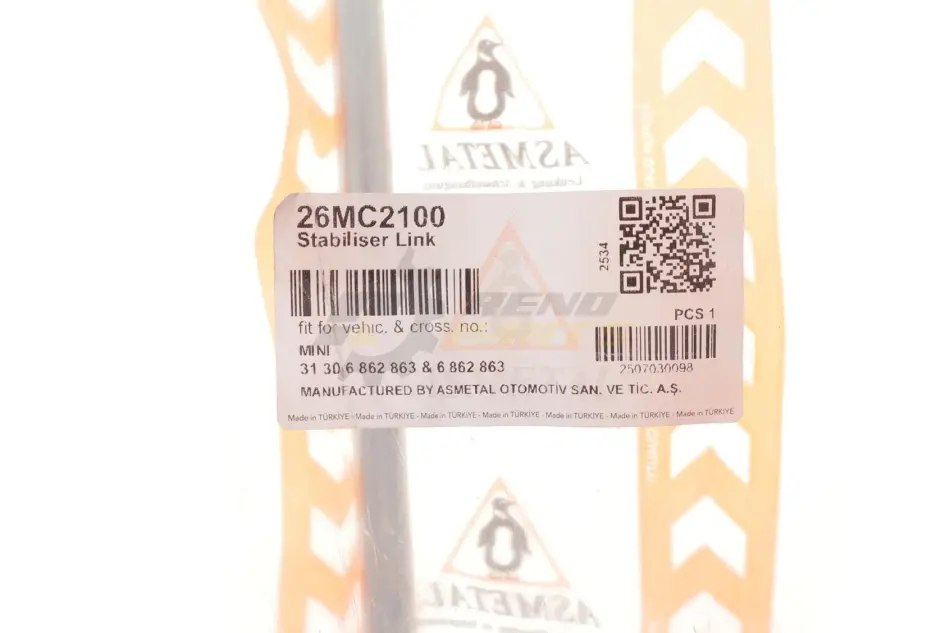 ASMETAL
Lenkung & Achsaufhängung
26MC2100
Stabiliser Link
2534
RENO
fit for vehic. & cross. no.:
PCS 1
MINI
31 30 6 862 863 & 6 862 863
2507030098
MANUFACTURED BY ASMETAL OTOMOTİV SAN. VE TİC. A.Ş.
Made in TÜRKİYE - Made in TÜRKİYE - Made in TÜRKİYE - Made in TÜRKİYE - Made in TÜRKİYE - Made in TÜRKİYE - Made in TÜRKİYE
ASMETAL